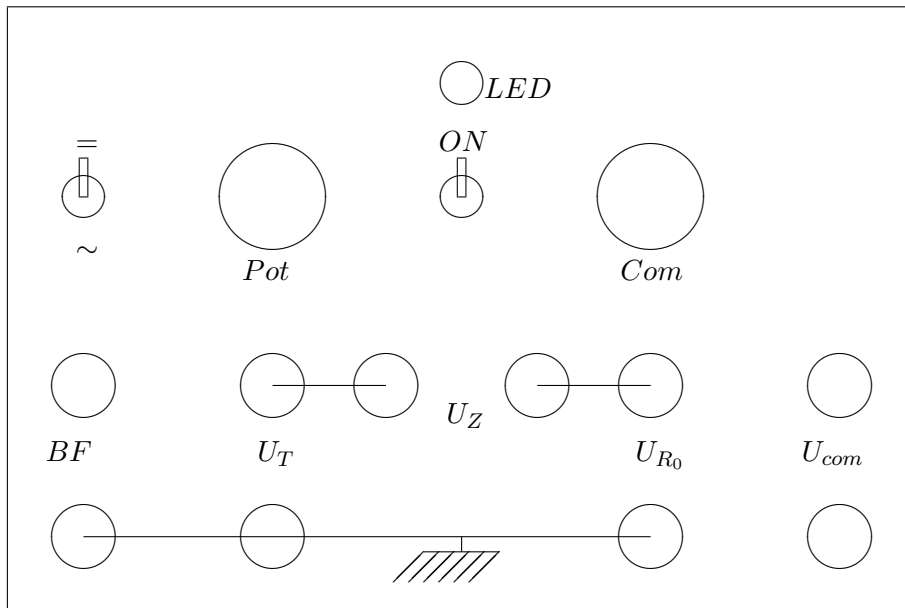 LED
= ON
∼
Pot Com
U_Z
BF U_T U_{R_0} U_{com}